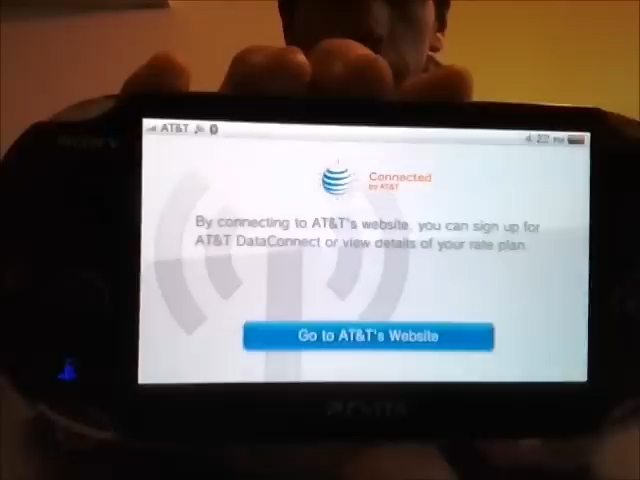 AT&T
Connected
by AT&T
By connecting to AT&T's website, you can sign up for
AT&T DataConnect or view details of your rate plan.
Go to AT&T's Website
PSVITA